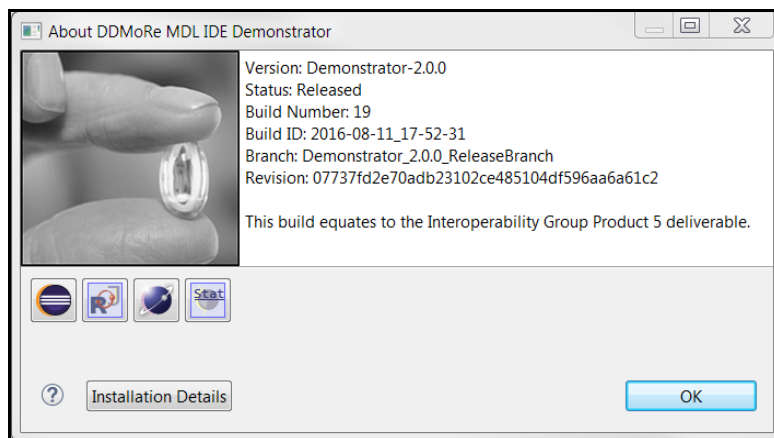 About DDMoRe MDL IDE Demonstrator
Version: Demonstrator-2.0.0
Status: Released
Build Number: 19
Build ID: 2016-08-11_17-52-31
Branch: Demonstrator_2.0.0_ReleaseBranch
Revision: 07737fd2e70adb23102ce485104df596aa6a61c2
This build equates to the Interoperability Group Product 5 deliverable.
R
Stat
?
Installation Details
OK